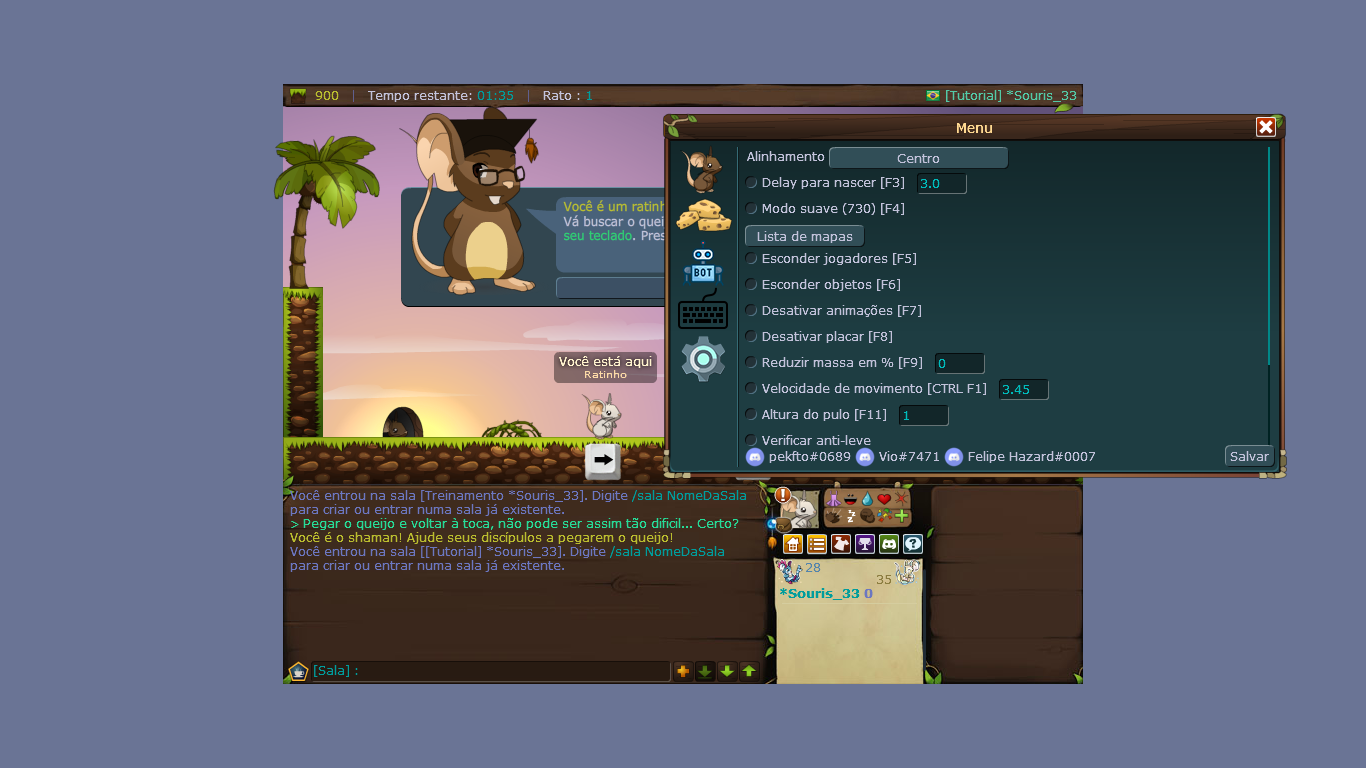 900 | Tempo restante: 01:35 | Rato : 1
[Tutorial] *Souris_33
Menu
Você é um ratinh
Vá buscar o quei
seu teclado. Pres
Você está aqui
Ratinho
BOT
Alinhamento Centro
Delay para nascer [F3] 3.0
Modo suave (730) [F4]
Lista de mapas
Esconder jogadores [F5]
Esconder objetos [F6]
Desativar animações [F7]
Desativar placar [F8]
Reduzir massa em % [F9] 0
Velocidade de movimento [CTRL F1] 3.45
Altura do pulo [F11] 1
Verificar anti-leve
pekfto#0689 Vio#7471 Felipe Hazard#0007
Salvar
Você entrou na sala [Treinamento *Souris_33]. Digite /sala NomeDaSala
para criar ou entrar numa sala já existente.
> Pegar o queijo e voltar à toca, não pode ser assim tão dificil... Certo?
Você é o shaman! Ajude seus discípulos a pegarem o queijo!
Você entrou na sala [[Tutorial] *Souris_33]. Digite /sala NomeDaSala
para criar ou entrar numa sala já existente.
[Sala] :
28
35
*Souris_33 0